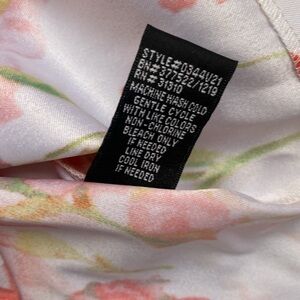 STYLE#0344V21
BN#377522/1219
RN#31310
MACHINE WASH COLD
GENTLE CYCLE
WITH LIKE COLORS
NON-CHLORINE
BLEACH ONLY
IF NEEDED
LINE DRY
COOL IRON
IF NEEDED